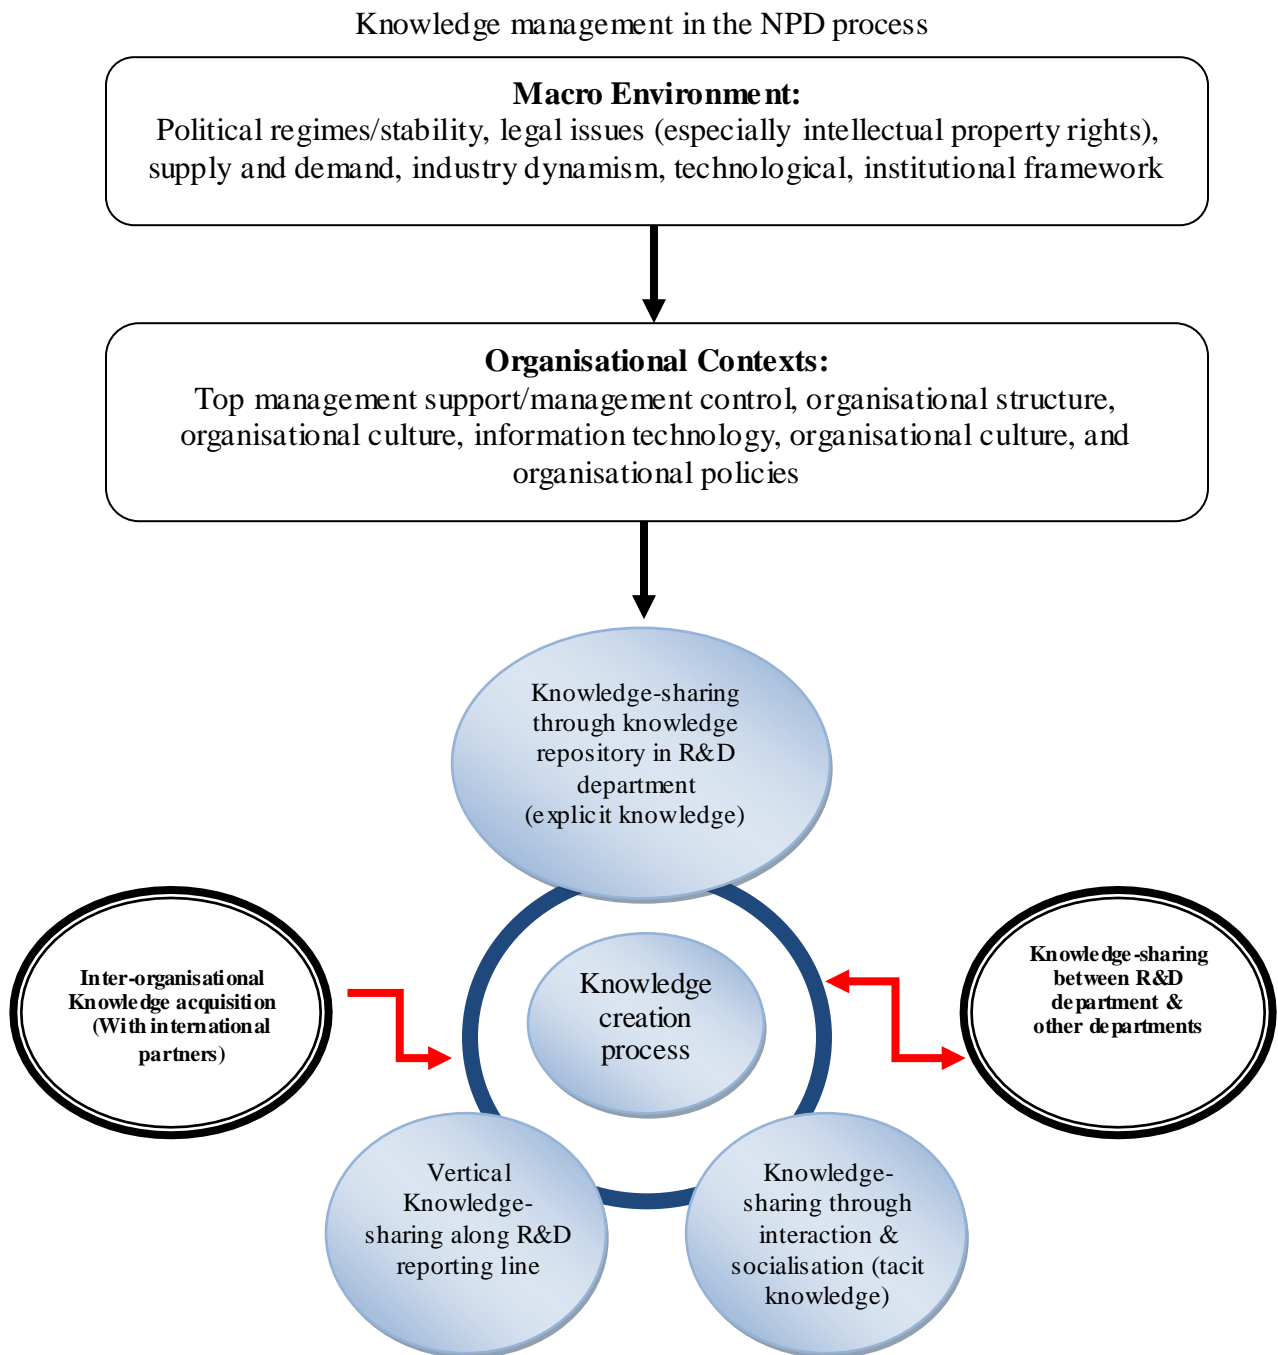 Knowledge management in the NPD process
Macro Environment:
Political regimes/stability, legal issues (especially intellectual property rights),
supply and demand, industry dynamism, technological, institutional framework
Organisational Contexts:
Top management support/management control, organisational structure,
organisational culture, information technology, organisational culture, and
organisational policies
Knowledge-sharing
through knowledge
repository in R&D
department
(explicit knowledge)
Inter-organisational
Knowledge acquisition
(With international
partners)
Knowledge
creation
process
Knowledge-sharing
between R&D
department &
other departments
Vertical
Knowledge-
sharing along R&D
reporting line
Knowledge-
sharing through
interaction &
socialisation (tacit
knowledge)